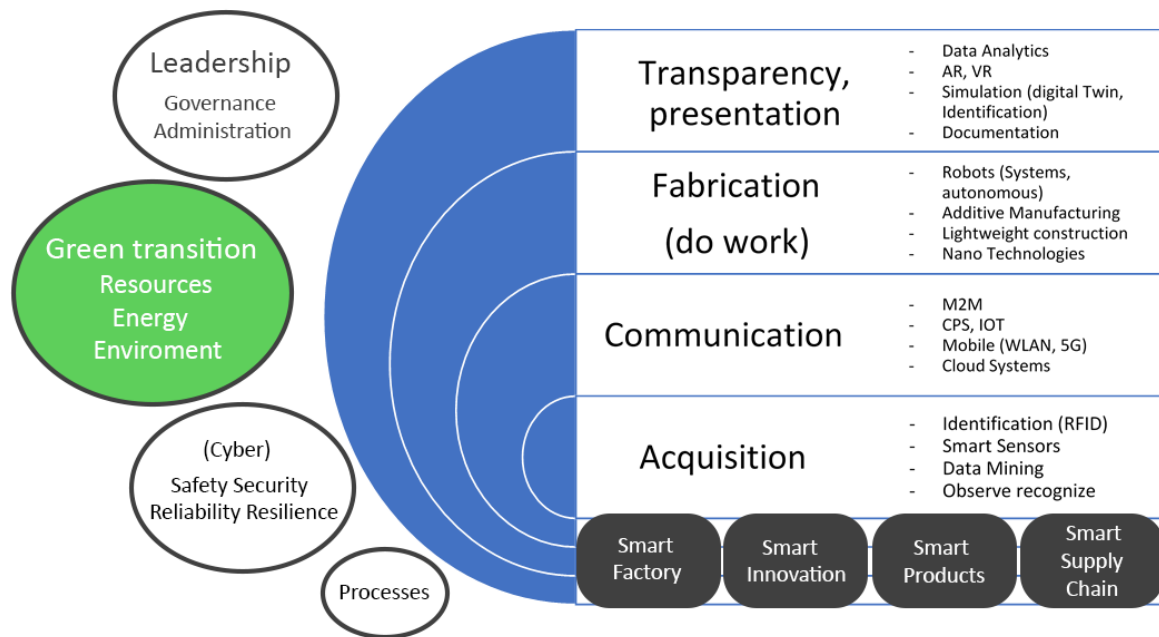 Leadership
Governance
Administration
Green transition
Resources
Energy
Enviroment
(Cyber)
Safety Security
Reliability Resilience
Processes
Transparency,
presentation
- Data Analytics
- AR, VR
- Simulation (digital Twin,
Identification)
- Documentation
Fabrication
(do work)
- Robots (Systems,
autonomous)
- Additive Manufacturing
- Lightweight construction
- Nano Technologies
Communication
- M2M
- CPS, IOT
- Mobile (WLAN, 5G)
- Cloud Systems
Acquisition
- Identification (RFID)
- Smart Sensors
- Data Mining
- Observe recognize
Smart
Factory
Smart
Innovation
Smart
Products
Smart
Supply
Chain